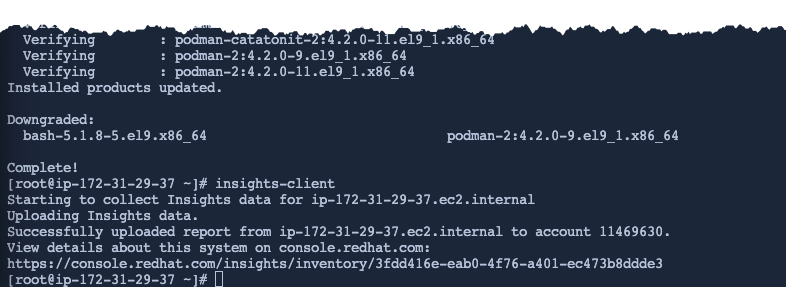 Verifying : podman-catatonit-2:4.2.0-11.el9_1.x86_64
Verifying : podman-2:4.2.0-9.el9_1.x86_64
Verifying : podman-2:4.2.0-11.el9_1.x86_64
Installed products updated.
Downgraded:
bash-5.1.8-5.el9.x86_64 podman-2:4.2.0-9.el9_1.x86_64
Complete!
[root@ip-172-31-29-37 ~]# insights-client
Starting to collect Insights data for ip-172-31-29-37.ec2.internal
Uploading Insights data.
Successfully uploaded report from ip-172-31-29-37.ec2.internal to account 11469630.
View details about this system on console.redhat.com:
https://console.redhat.com/insights/inventory/3fdd416e-eab0-4f76-a401-ec473b8ddde3
[root@ip-172-31-29-37 ~]#